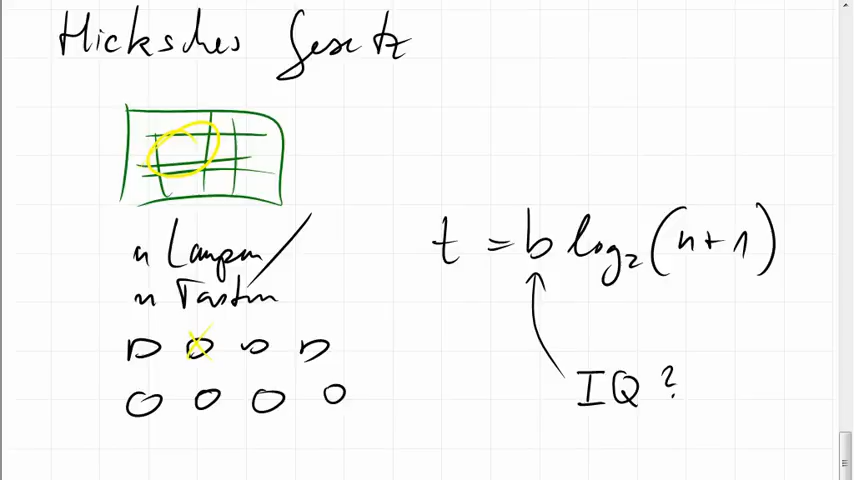 Hicksches Gesetz
n Lampen
n Tasten
t = b log₂(n+1)
IQ?